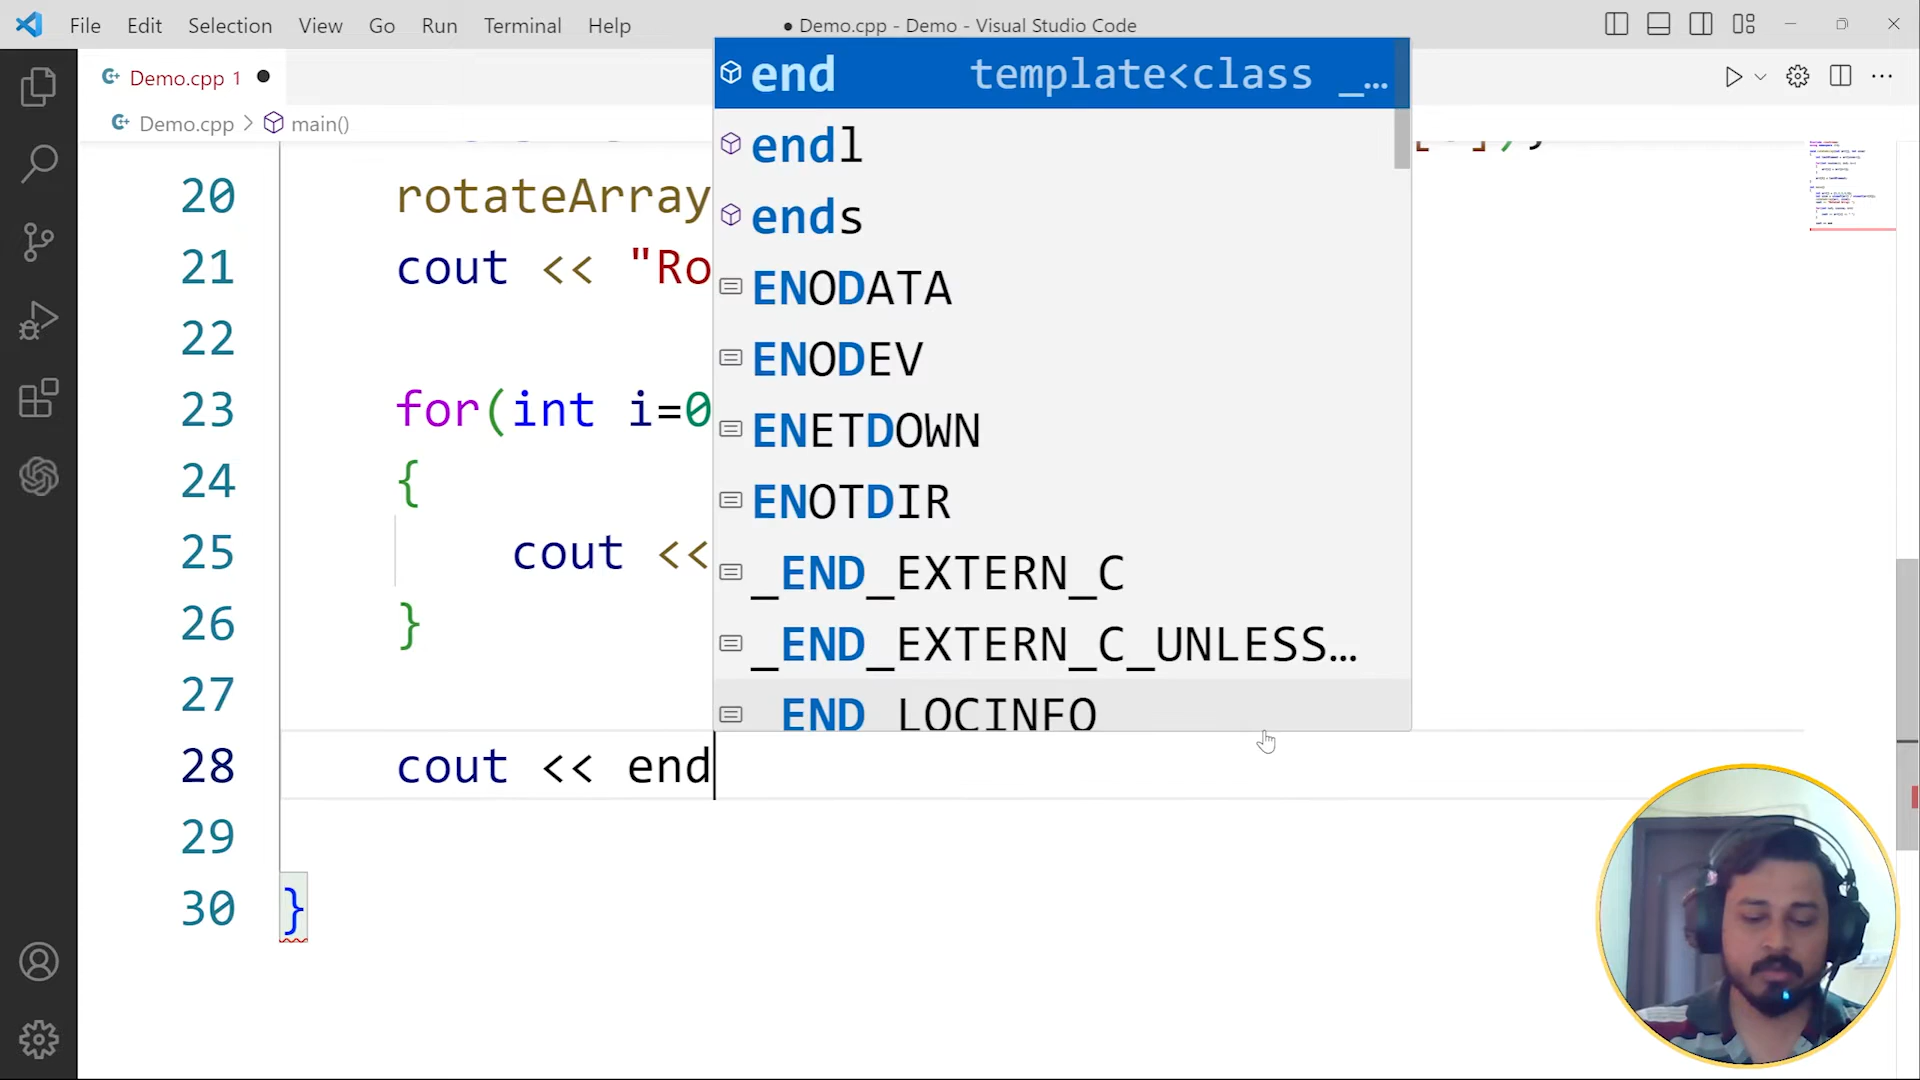 File Edit Selection View Go Run Terminal Help
● Demo.cpp - Demo - Visual Studio Code
Demo.cpp 1
Demo.cpp > main()
end template<class _…
endl
ends
ENODATA
ENODEV
ENETDOWN
ENOTDIR
_END_EXTERN_C
_END_EXTERN_C_UNLESS…
_END_LOCINFO
20 rotateArray
21 cout << "Ro
22
23 for(int i=0
24 {
25 cout <<
26 }
27
28 cout << end
29
30 }